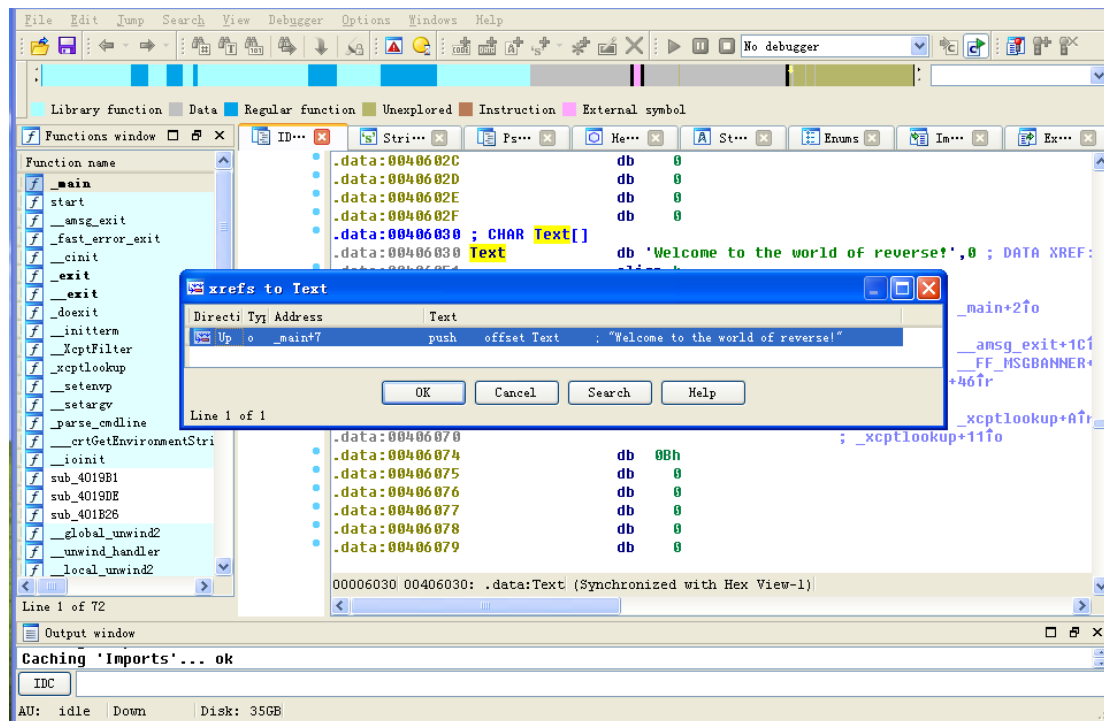 File Edit Jump Search View Debugger Options Windows Help
No debugger
Library function Data Regular function Unexplored Instruction External symbol
Functions window
ID... Stri... Ps... He... St... Enums Im... Ex...
Function name
_main
start
__amsg_exit
_fast_error_exit
__cinit
_exit
__exit
_doexit
__initterm
__XcptFilter
_xcptlookup
__setenvp
__setargv
_parse_cmdline
___crtGetEnvironmentStri
__ioinit
sub_4019B1
sub_4019DE
sub_401B26
__global_unwind2
__unwind_handler
__local_unwind2
Line 1 of 72
.data:0040602C db 0
.data:0040602D db 0
.data:0040602E db 0
.data:0040602F db 0
.data:00406030 ; CHAR Text[]
.data:00406030 Text db 'Welcome to the world of reverse!',0 ; DATA XREF:
_main+2↑o
__amsg_exit+1C↑
__FF_MSGBANNER+
+46↑r
_xcptlookup+A↑r
xrefs to Text
Directi Typ Address Text
Up o _main+7 push offset Text ; "Welcome to the world of reverse!"
OK Cancel Search Help
Line 1 of 1
.data:00406070 ; _xcptlookup+11↑o
.data:00406074 db 0Bh
.data:00406075 db 0
.data:00406076 db 0
.data:00406077 db 0
.data:00406078 db 0
.data:00406079 db 0
00006030 00406030: .data:Text (Synchronized with Hex View-1)
Output window
Caching 'Imports'... ok
IDC
AU: idle Down Disk: 35GB